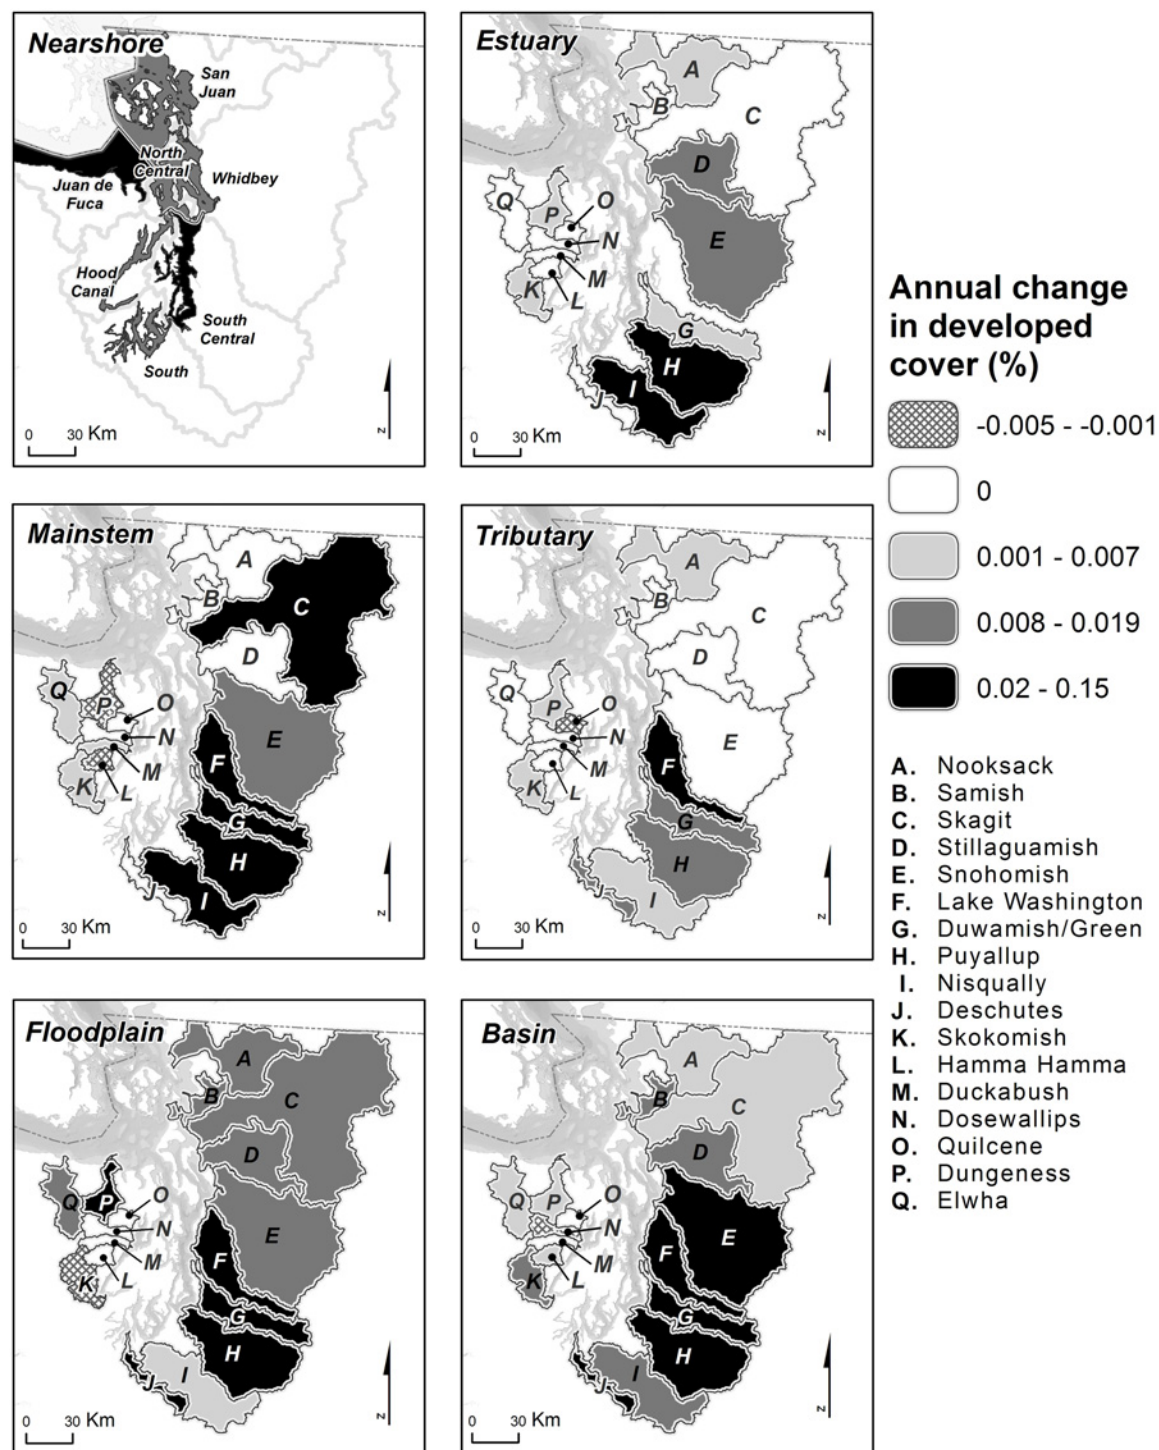 Nearshore
San
Juan
North
Central
Juan de
Fuca
Whidbey
Hood
Canal
South
Central
South
0 30 Km
z
Estuary
A
B
C
D
O
Q
P
N
E
M
K
L
G
H
I
J
0 30 Km
z
Mainstem
A
B
C
D
Q
P
O
N
E
F
M
K
L
G
H
J
I
0 30 Km
z
Tributary
A
B
C
D
Q
P
O
N
E
F
M
K
L
G
H
J
I
0 30 Km
z
Floodplain
A
B
C
D
Q
P
O
N
E
F
M
K
L
G
H
J
I
0 30 Km
z
Basin
A
B
C
D
Q
P
O
N
E
F
M
K
L
G
H
I
J
0 30 Km
z
Annual change
in developed
cover (%)
-0.005 - -0.001
0
0.001 - 0.007
0.008 - 0.019
0.02 - 0.15
A. Nooksack
B. Samish
C. Skagit
D. Stillaguamish
E. Snohomish
F. Lake Washington
G. Duwamish/Green
H. Puyallup
I. Nisqually
J. Deschutes
K. Skokomish
L. Hamma Hamma
M. Duckabush
N. Dosewallips
O. Quilcene
P. Dungeness
Q. Elwha